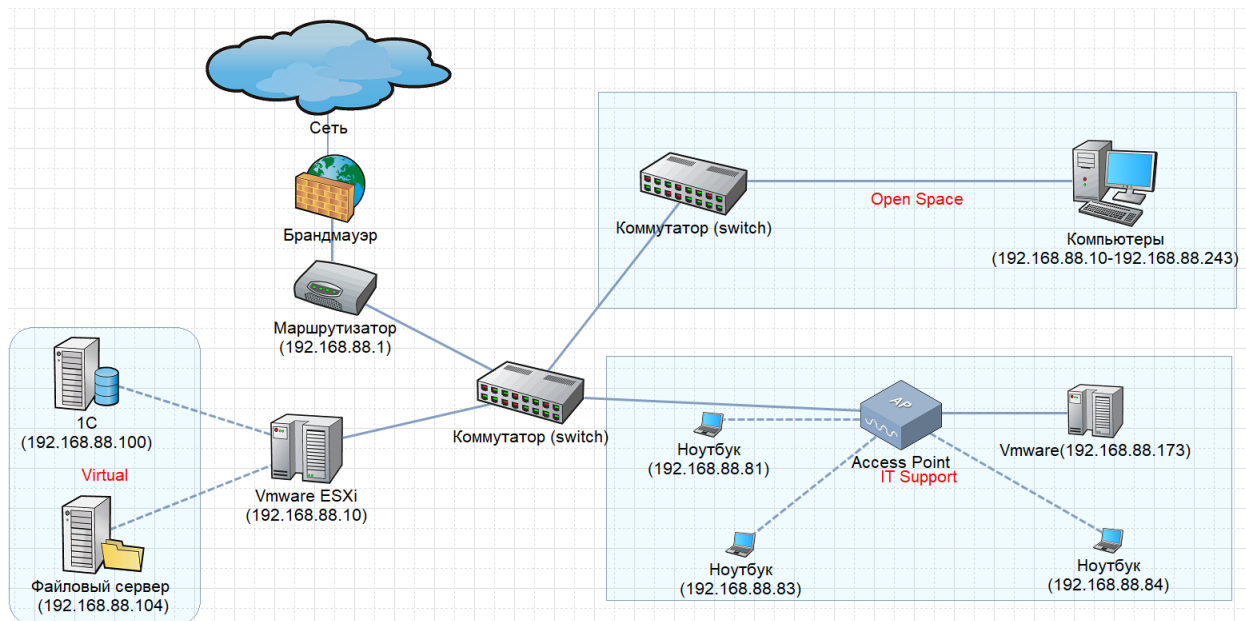 Сеть
Брандмауэр
Маршрутизатор
(192.168.88.1)
Коммутатор (switch)
Open Space
Компьютеры
(192.168.88.10-192.168.88.243)
1С
(192.168.88.100)
Virtual
Файловый сервер
(192.168.88.104)
Vmware ESXi
(192.168.88.10)
Коммутатор (switch)
AP
Access Point
IT Support
Ноутбук
(192.168.88.81)
Vmware(192.168.88.173)
Ноутбук
(192.168.88.83)
Ноутбук
(192.168.88.84)